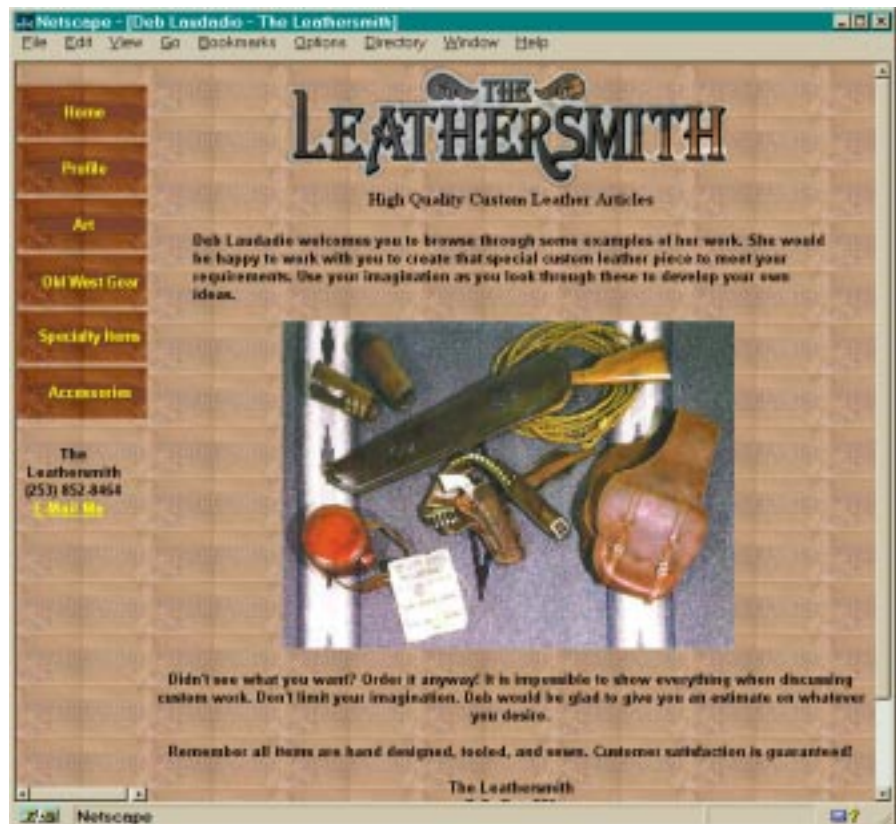 Netscape - [Deb Laudadio - The Leathersmith]
File Edit View Go Bookmarks Options Directory Window Help
Home
Profile
Art
Old West Gear
Specialty Items
Accessories
The
Leathersmith
(253) 852-8464
E-Mail Me
THE
LEATHERSMITH
High Quality Custom Leather Articles
Deb Laudadio welcomes you to browse through some examples of her work. She would
be happy to work with you to create that special custom leather piece to meet your
requirements. Use your imagination as you look through these to develop your own
ideas.
Didn't see what you want? Order it anyway! It is impossible to show everything when discussing
custom work. Don't limit your imagination. Deb would be glad to give you an estimate on whatever
you desire.
Remember all items are hand designed, tooled, and sewn. Customer satisfaction is guaranteed!
The Leathersmith
Netscape